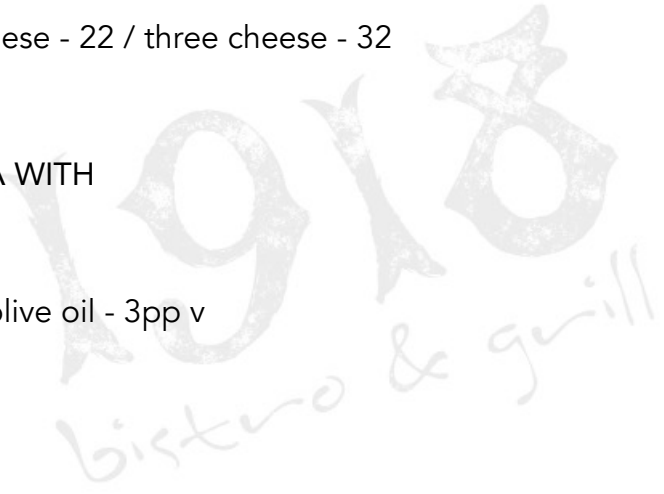 ese - 22 / three cheese - 32
WITH
olive oil - 3pp v
1918
bistro & grill